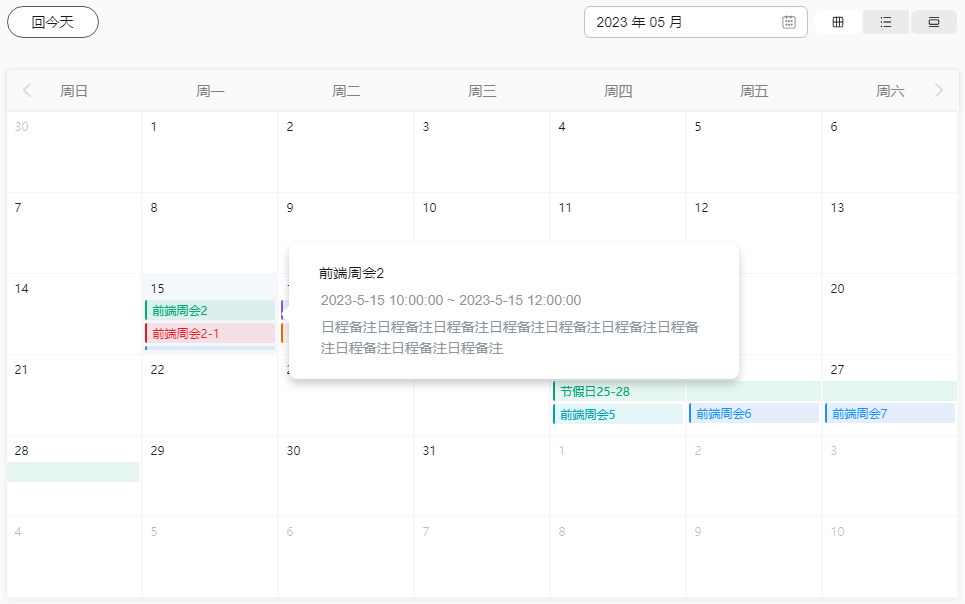 回今天
2023 年 05 月
周日 周一 周二 周三 周四 周五 周六
30 1 2 3 4 5 6
7 8 9 10 11 12 13
14 15 20
前端周会2
前端周会2-1
前端周会2
2023-5-15 10:00:00 ~ 2023-5-15 12:00:00
日程备注日程备注日程备注日程备注日程备注日程备注日程备
注日程备注日程备注日程备注
21 22 27
节假日25-28
前端周会5 前端周会6 前端周会7
28 29 30 31 1 2 3
4 5 6 7 8 9 10